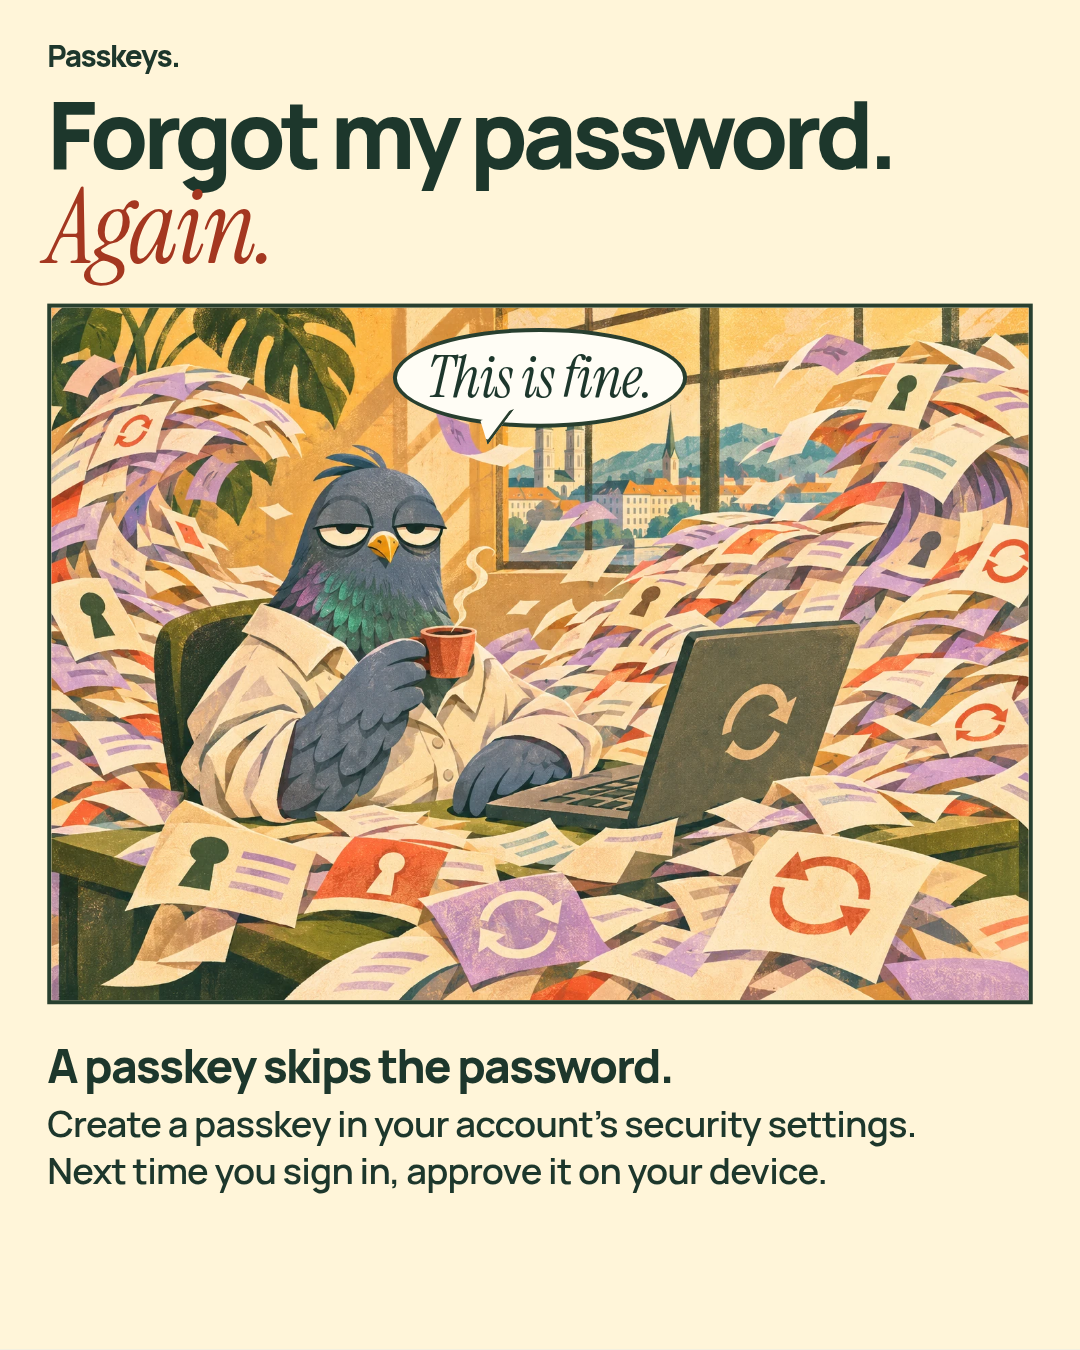 Passkeys.
Forgot my password.
Again.
This is fine.
A passkey skips the password.
Create a passkey in your account’s security settings.
Next time you sign in, approve it on your device.